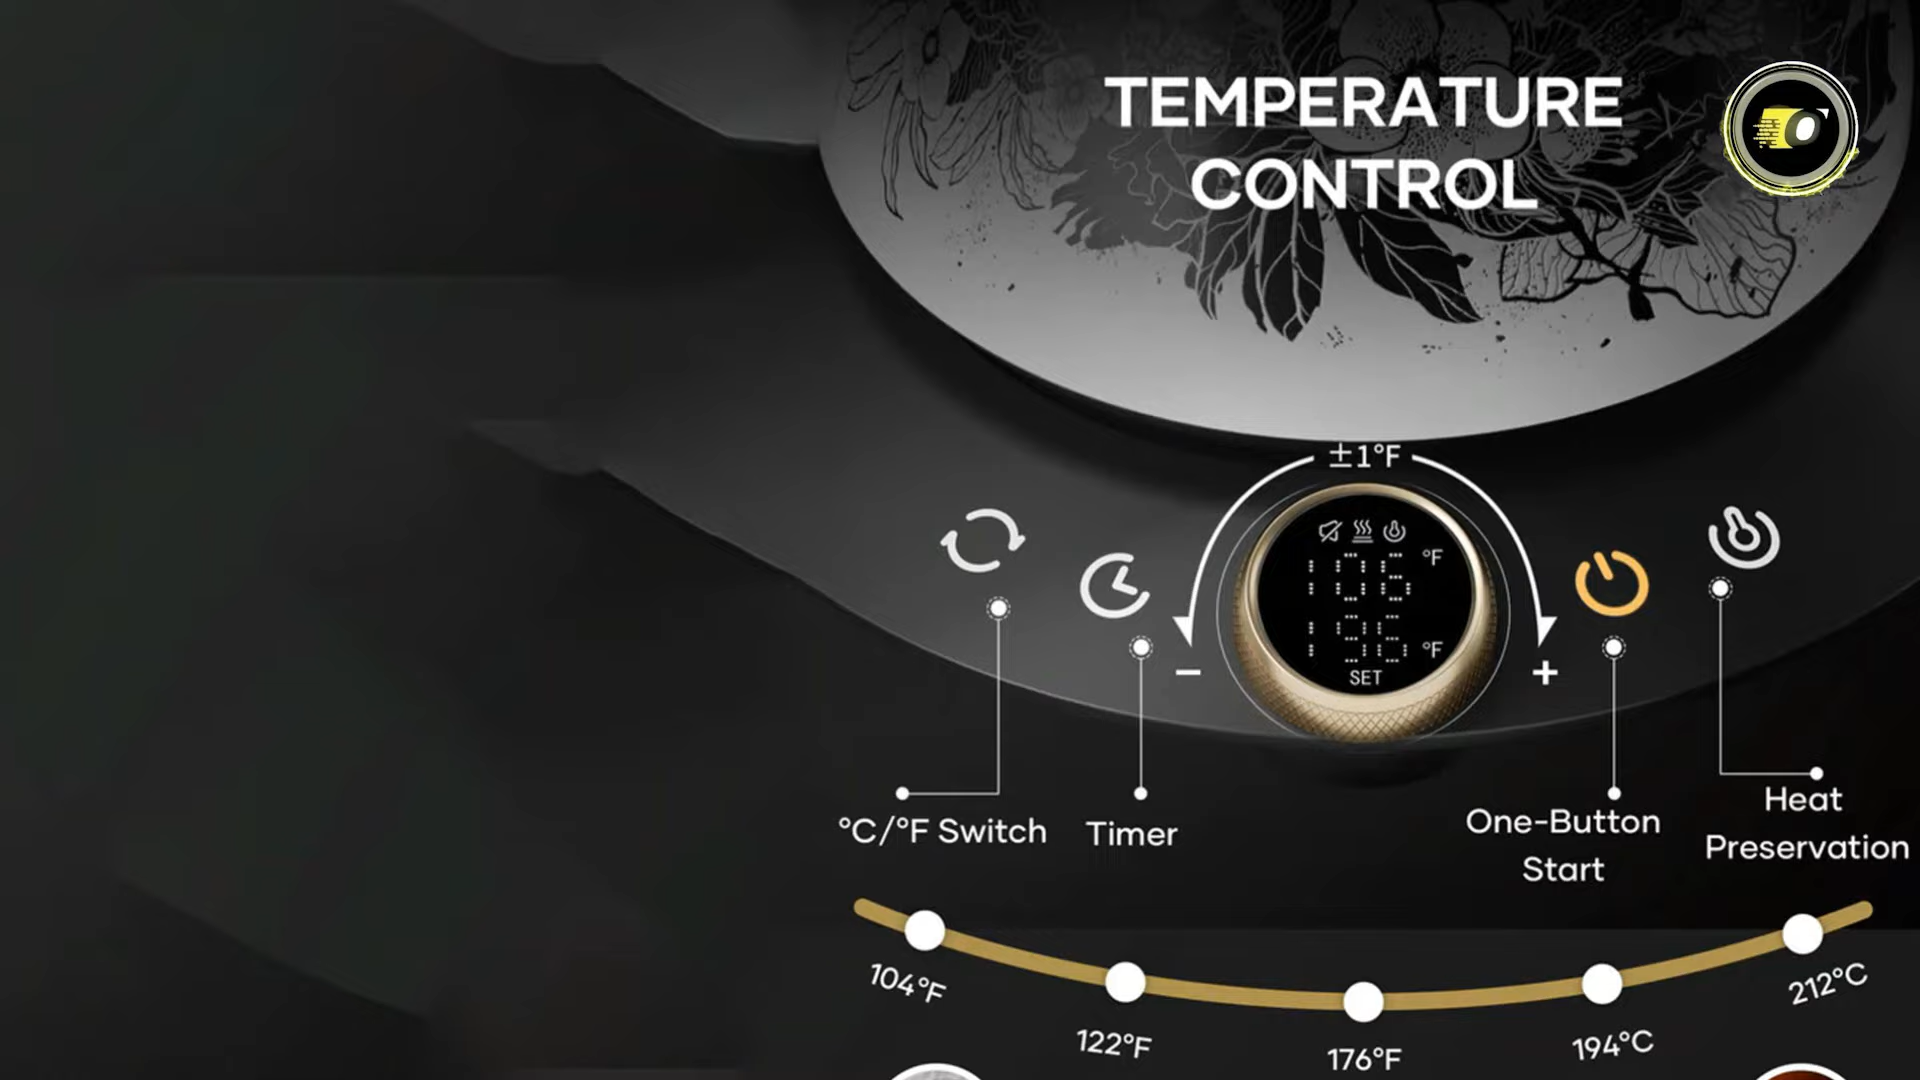 TEMPERATURE
CONTROL
±1°F
106 °F
196 °F
SET
−
+
°C/°F Switch
Timer
One-Button
Start
Heat
Preservation
104°F
122°F
176°F
194°C
212°C